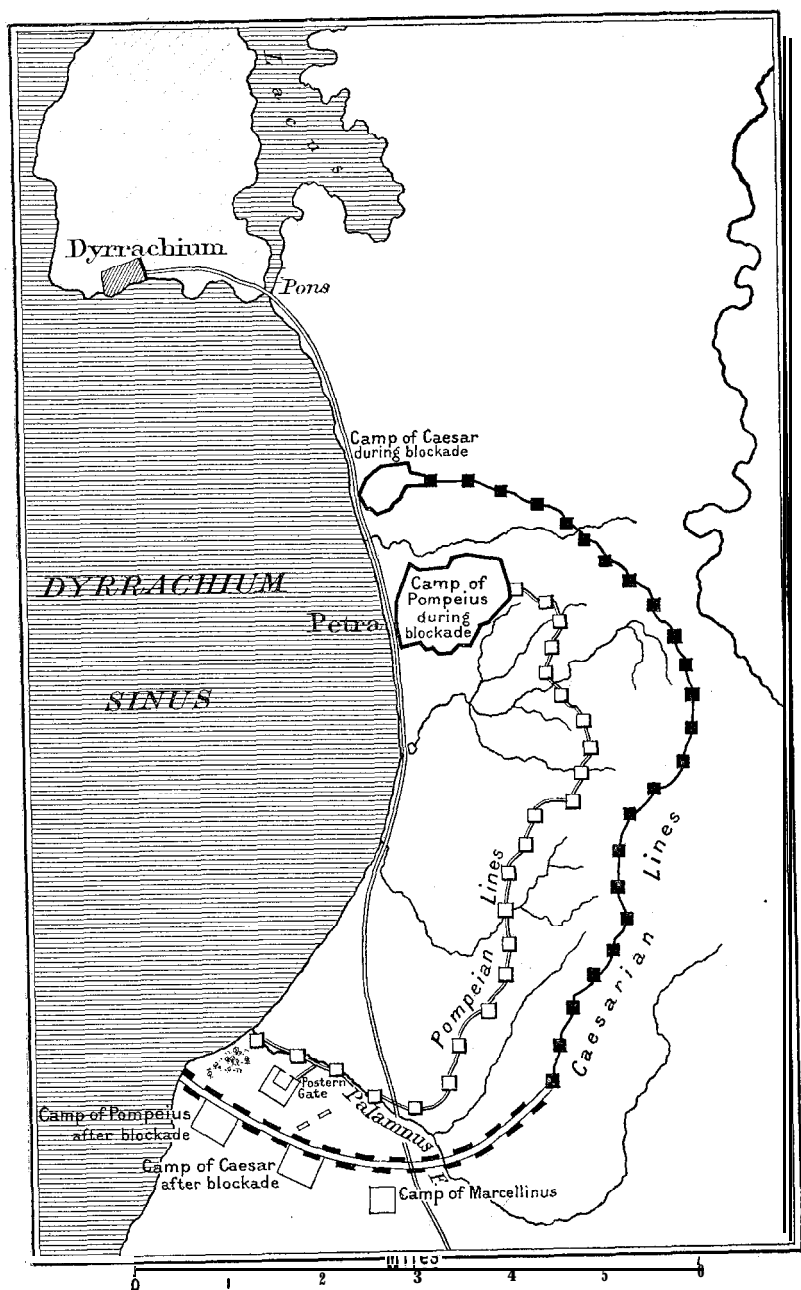 Lacus
Dyrrachium
Pons
Camp of Caesar
during blockade
DYRRACHIUM
SINUS
Petra
Camp of
Pompeius
during
blockade
Lines
Pompeian
Lines
Caesarian
Postern
Gate
Palamnus F.
Camp of Pompeius
after blockade
Camp of Caesar
after blockade
Camp of Marcellinus
Miles
0 1 2 3 4 5 6